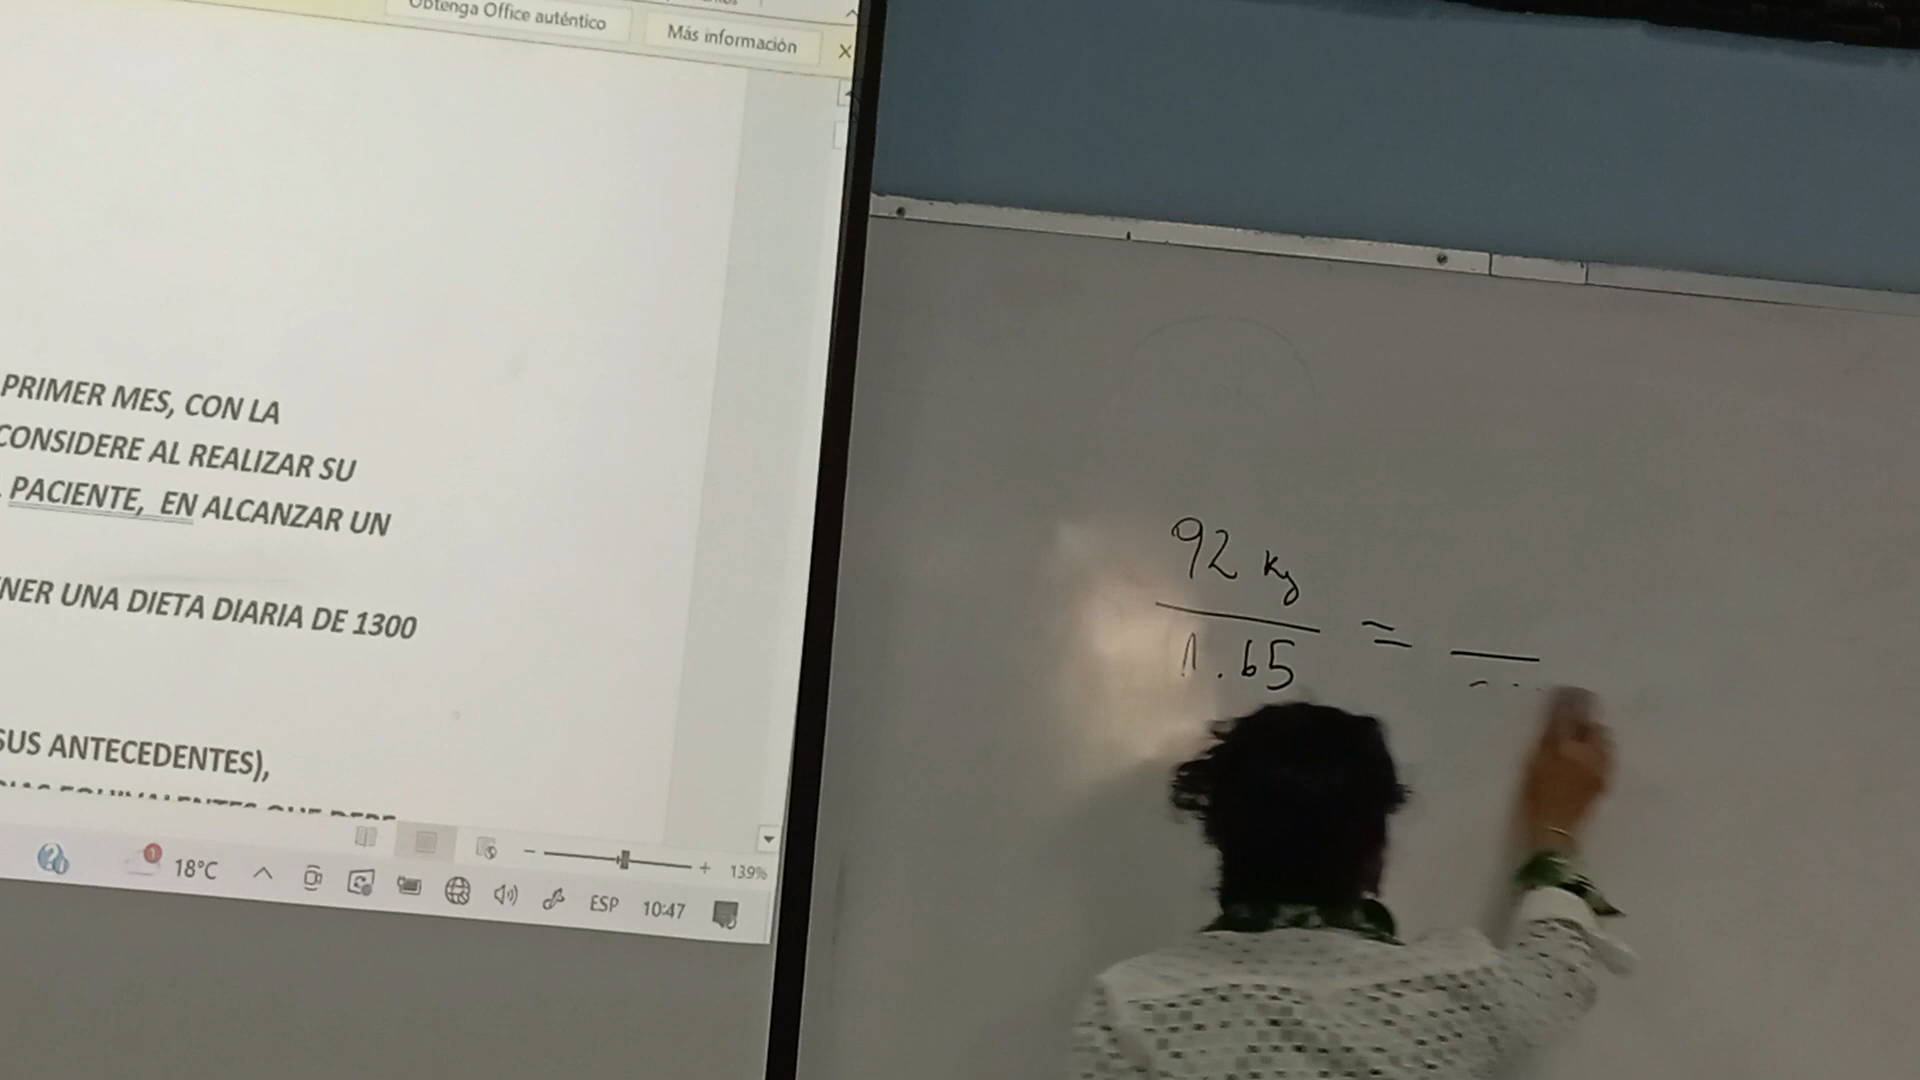 Obtenga Office auténtico
Más información
PRIMER MES, CON LA
CONSIDERE AL REALIZAR SU
PACIENTE, EN ALCANZAR UN
NER UNA DIETA DIARIA DE 1300
SUS ANTECEDENTES),
139%
1
18°C
ESP
10:47
92 kg
1.65
=